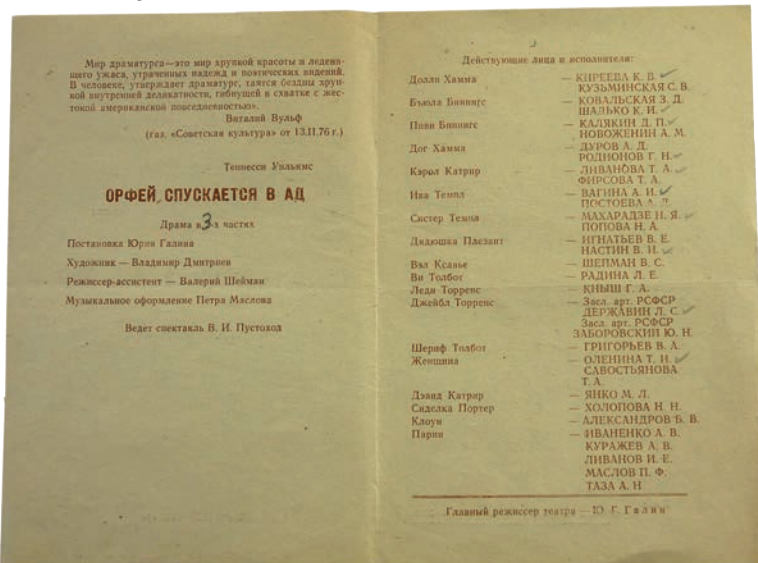 Мир драматурга—это мир хрупкой красоты и леденя-
щего ужаса, утраченных надежд и поэтических видений.
В человеке, утверждает драматург, таятся бездны хруп-
кой внутренней деликатности, гибнущей в схватке с жес-
токой американской повседневностью».
Виталий Вульф
(газ. «Советская культура» от 13.II.76 г.)
Теннесси Уильямс
ОРФЕЙ СПУСКАЕТСЯ В АД
Драма в 3-х частях
Постановка Юрия Галина
Художник — Владимир Дмитриев
Режиссер-ассистент — Валерий Шейман
Музыкальное оформление Петра Маслова
Ведет спектакль В. И. Пустоход
Действующие лица и исполнители:
Долли Хамма — КИРЕЕВА К. В.
КУЗЬМИНСКАЯ С. В.
Бьюла Биннингс — КОВАЛЬСКАЯ З. Д.
ШАЛЬКО К. И.
Пиви Биннингс — КАЛЯКИН Д. П.
НОВОЖЕНИН А. М.
Дог Хамма — ДУРОВ А. Д.
РОДИОНОВ Г. Н.
Кэрол Катрир — ЛИВАНОВА Т. А.
ФИРСОВА Т. А.
Ива Темпл — ВАГИНА А. И.
ПОСТОЕВА А.
Систер Темпл — МАХАРАДЗЕ Н. Я.
ПОПОВА Н. А.
Дядюшка Плезант — ИГНАТЬЕВ В. Е.
НАСТИН В. И.
Вэл Ксавье — ШЕЙМАН В. С.
Ви Толбот — РАДИНА Л. Е.
Леди Торренс — КНЫШ Г. А.
Джейбл Торренс — Засл. арт. РСФСР
ДЕРЖАВИН Л. С.
Засл. арт. РСФСР
ЗАБОРОВСКИЙ Ю. Н.
Шериф Толбот — ГРИГОРЬЕВ В. А.
Женщина — ОЛЕНИНА Т. И.
САВОСТЬЯНОВА
Т. А.
Дэвид Катрир — ЯНКО М. Л.
Сиделка Портер — ХОЛОПОВА Н. Н.
Клоун — АЛЕКСАНДРОВ Б. В.
Парни — ИВАНЕНКО А. В.
КУРАЖЕВ А. В.
ЛИВАНОВ И. Е.
МАСЛОВ П. Ф.
ТАЗА А. Н
Главный режиссер театра — Ю. Г. Галин